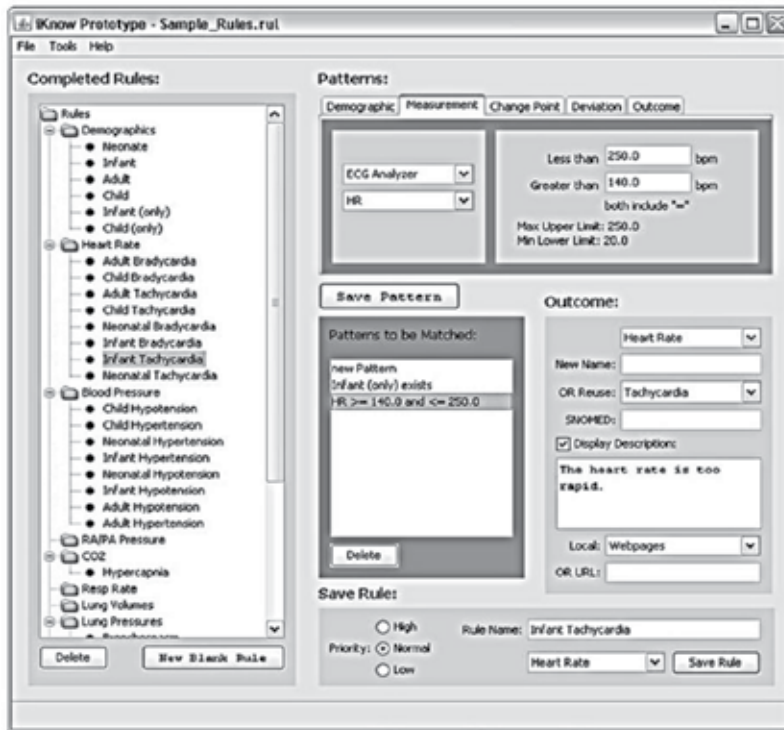 iKnow Prototype - Sample_Rules.rul
File Tools Help
Completed Rules:
Rules
Demographics
Neonate
Infant
Adult
Child
Infant (only)
Child (only)
Heart Rate
Adult Bradycardia
Child Bradycardia
Adult Tachycardia
Child Tachycardia
Neonatal Bradycardia
Infant Bradycardia
Infant Tachycardia
Neonatal Tachycardia
Blood Pressure
Child Hypotension
Child Hypertension
Neonatal Hypertension
Infant Hypertension
Neonatal Hypotension
Infant Hypotension
Adult Hypotension
Adult Hypertension
RA/PA Pressure
CO2
Hypercapnia
Resp Rate
Lung Volumes
Lung Pressures
Delete New Blank Rule
Patterns:
Demographic Measurement Change Point Deviation Outcome
ECG Analyzer
HR
Less than 250.0 bpm
Greater than 140.0 bpm
both include "="
Max Upper Limit: 250.0
Min Lower Limit: 20.0
Save Pattern
Patterns to be Matched:
new Pattern
Infant (only) exists
HR >= 140.0 and <= 250.0
Delete
Outcome:
Heart Rate
New Name:
OR Reuse: Tachycardia
SNOMED:
Display Description:
The heart rate is too
rapid.
Local: Webpages
OR URL:
Save Rule:
Priority: High
Normal
Low
Rule Name: Infant Tachycardia
Heart Rate Save Rule